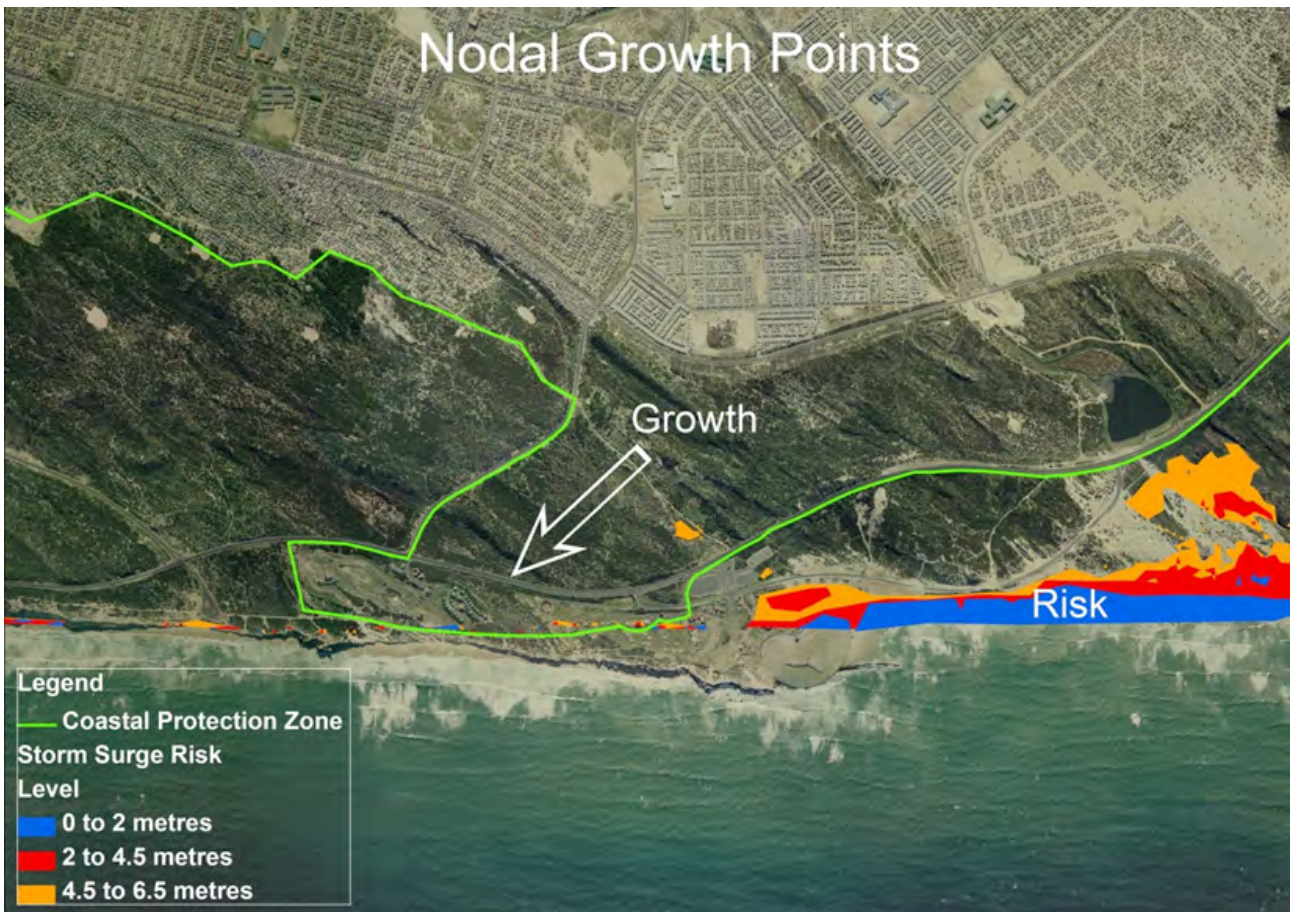 Nodal Growth Points
Growth
Risk
Legend
Coastal Protection Zone
Storm Surge Risk
Level
0 to 2 metres
2 to 4.5 metres
4.5 to 6.5 metres